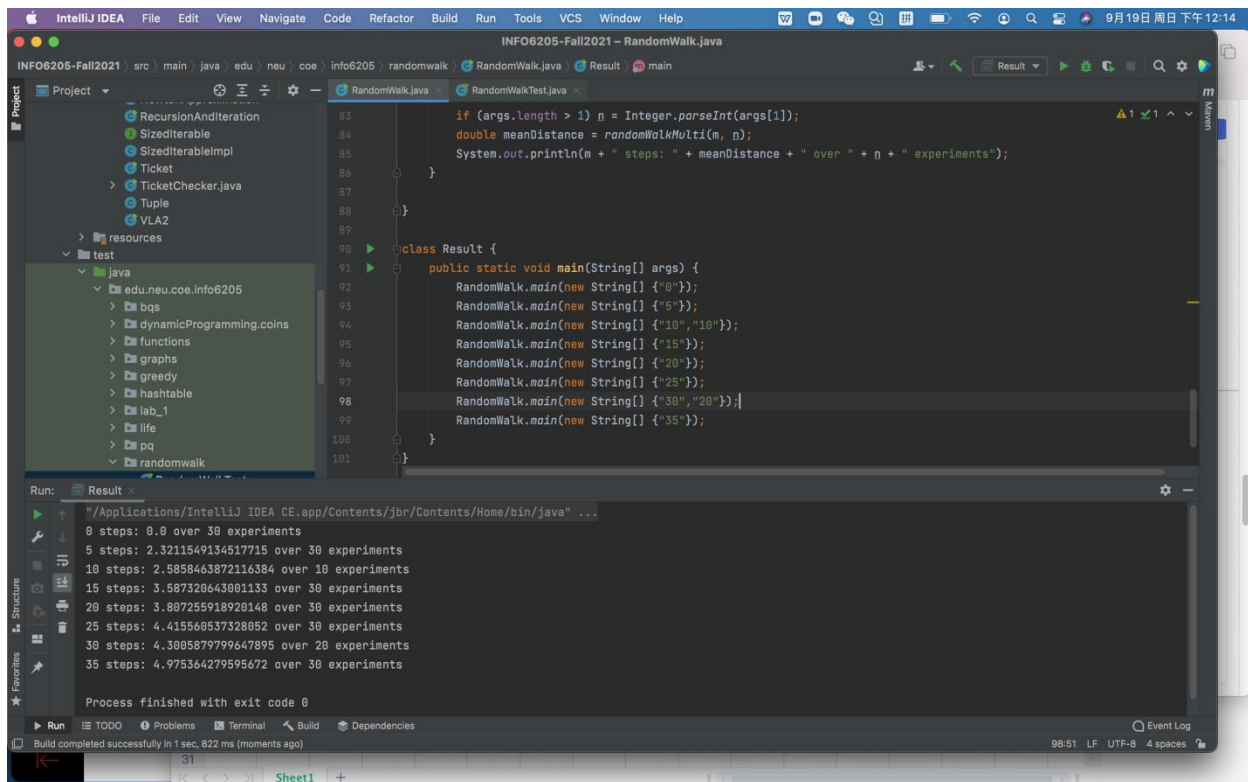 IntelliJ IDEA File Edit View Navigate Code Refactor Build Run Tools VCS Window Help 拼 9月19日 周日 下午12:14
INFO6205-Fall2021 – RandomWalk.java
INFO6205-Fall2021 src main java edu neu coe info6205 randomwalk RandomWalk.java Result main Result
Project
Project
RandomWalk.java
RandomWalkTest.java
Maven
RecursionAndIteration
SizedIterable
SizedIterableImpl
Ticket
TicketChecker.java
Tuple
VLA2
resources
test
java
edu.neu.coe.info6205
bqs
dynamicProgramming.coins
functions
graphs
greedy
hashtable
lab_1
life
pq
randomwalk
1 1
83 if (args.length > 1) n = Integer.parseInt(args[1]);
84 double meanDistance = randomWalkMulti(m, n);
85 System.out.println(m + " steps: " + meanDistance + " over " + n + " experiments");
86 }
87
88 }
89
90 class Result {
91 public static void main(String[] args) {
92 RandomWalk.main(new String[] {"0"});
93 RandomWalk.main(new String[] {"5"});
94 RandomWalk.main(new String[] {"10","10"});
95 RandomWalk.main(new String[] {"15"});
96 RandomWalk.main(new String[] {"20"});
97 RandomWalk.main(new String[] {"25"});
98 RandomWalk.main(new String[] {"30","20"});
99 RandomWalk.main(new String[] {"35"});
100 }
101 }
Run: Result
"/Applications/IntelliJ IDEA CE.app/Contents/jbr/Contents/Home/bin/java" ...
0 steps: 0.0 over 30 experiments
5 steps: 2.3211549134517715 over 30 experiments
10 steps: 2.5858463872116384 over 10 experiments
15 steps: 3.587320643001133 over 30 experiments
20 steps: 3.807255918920148 over 30 experiments
25 steps: 4.415560537328052 over 30 experiments
30 steps: 4.3005879799647895 over 20 experiments
35 steps: 4.975364279595672 over 30 experiments
Process finished with exit code 0
Structure
Favorites
Run TODO Problems Terminal Build Dependencies Event Log
Build completed successfully in 1 sec, 822 ms (moments ago) 98:51 LF UTF-8 4 spaces
31
Sheet1